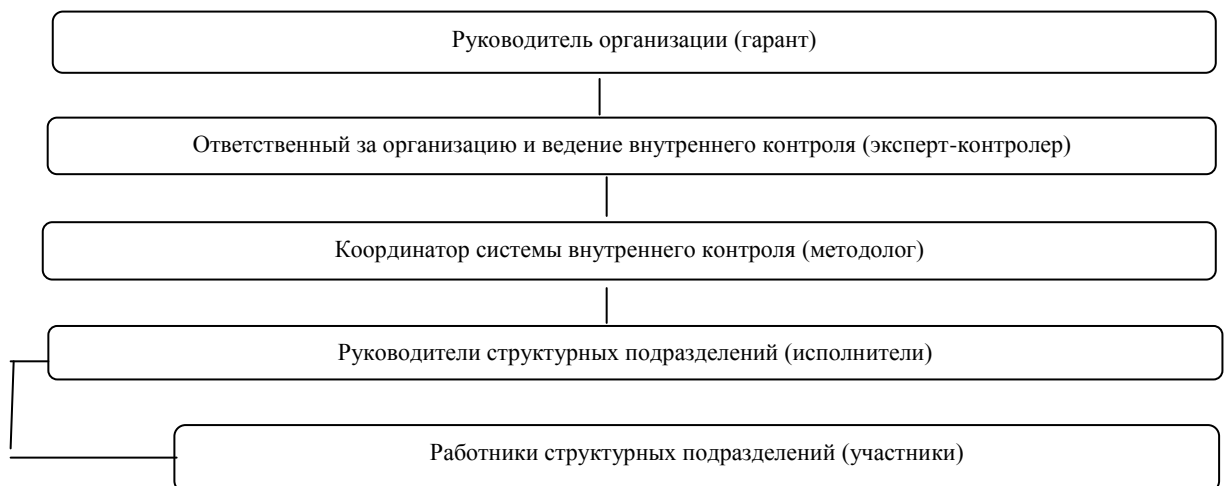 Руководитель организации (гарант)
Ответственный за организацию и ведение внутреннего контроля (эксперт-контролер)
Координатор системы внутреннего контроля (методолог)
Руководители структурных подразделений (исполнители)
Работники структурных подразделений (участники)